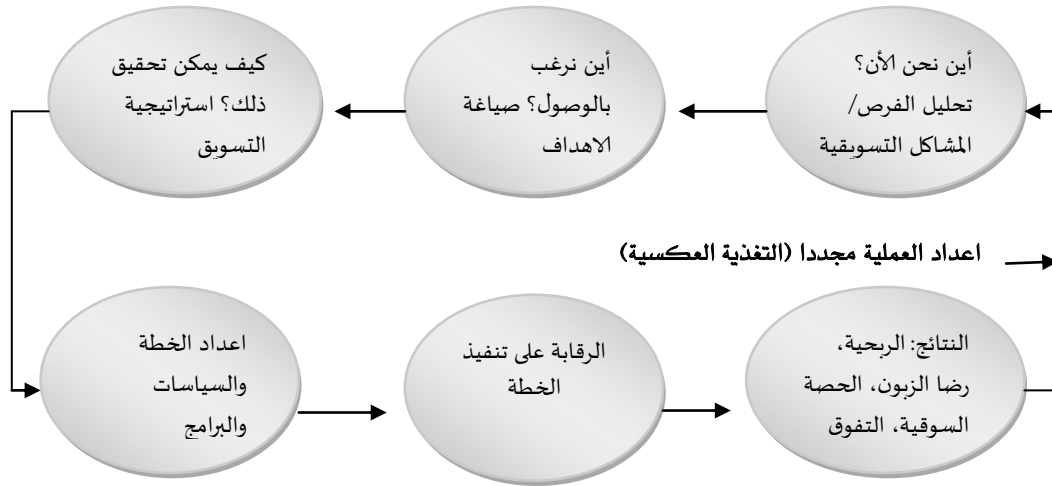 أين نحن الأن؟
تحليل الفرص/
المشاكل التسويقية
أين نرغب
بالوصول؟ صياغة
الاهداف
كيف يمكن تحقيق
ذلك؟ استراتيجية
التسويق
اعداد العملية مجددا (التغذية العكسية)
اعداد الخطة
والسياسات
والبرامج
الرقابة على تنفيذ
الخطة
النتائج: الربحية،
رضا الزبون، الحصة
السوقية، التفوق